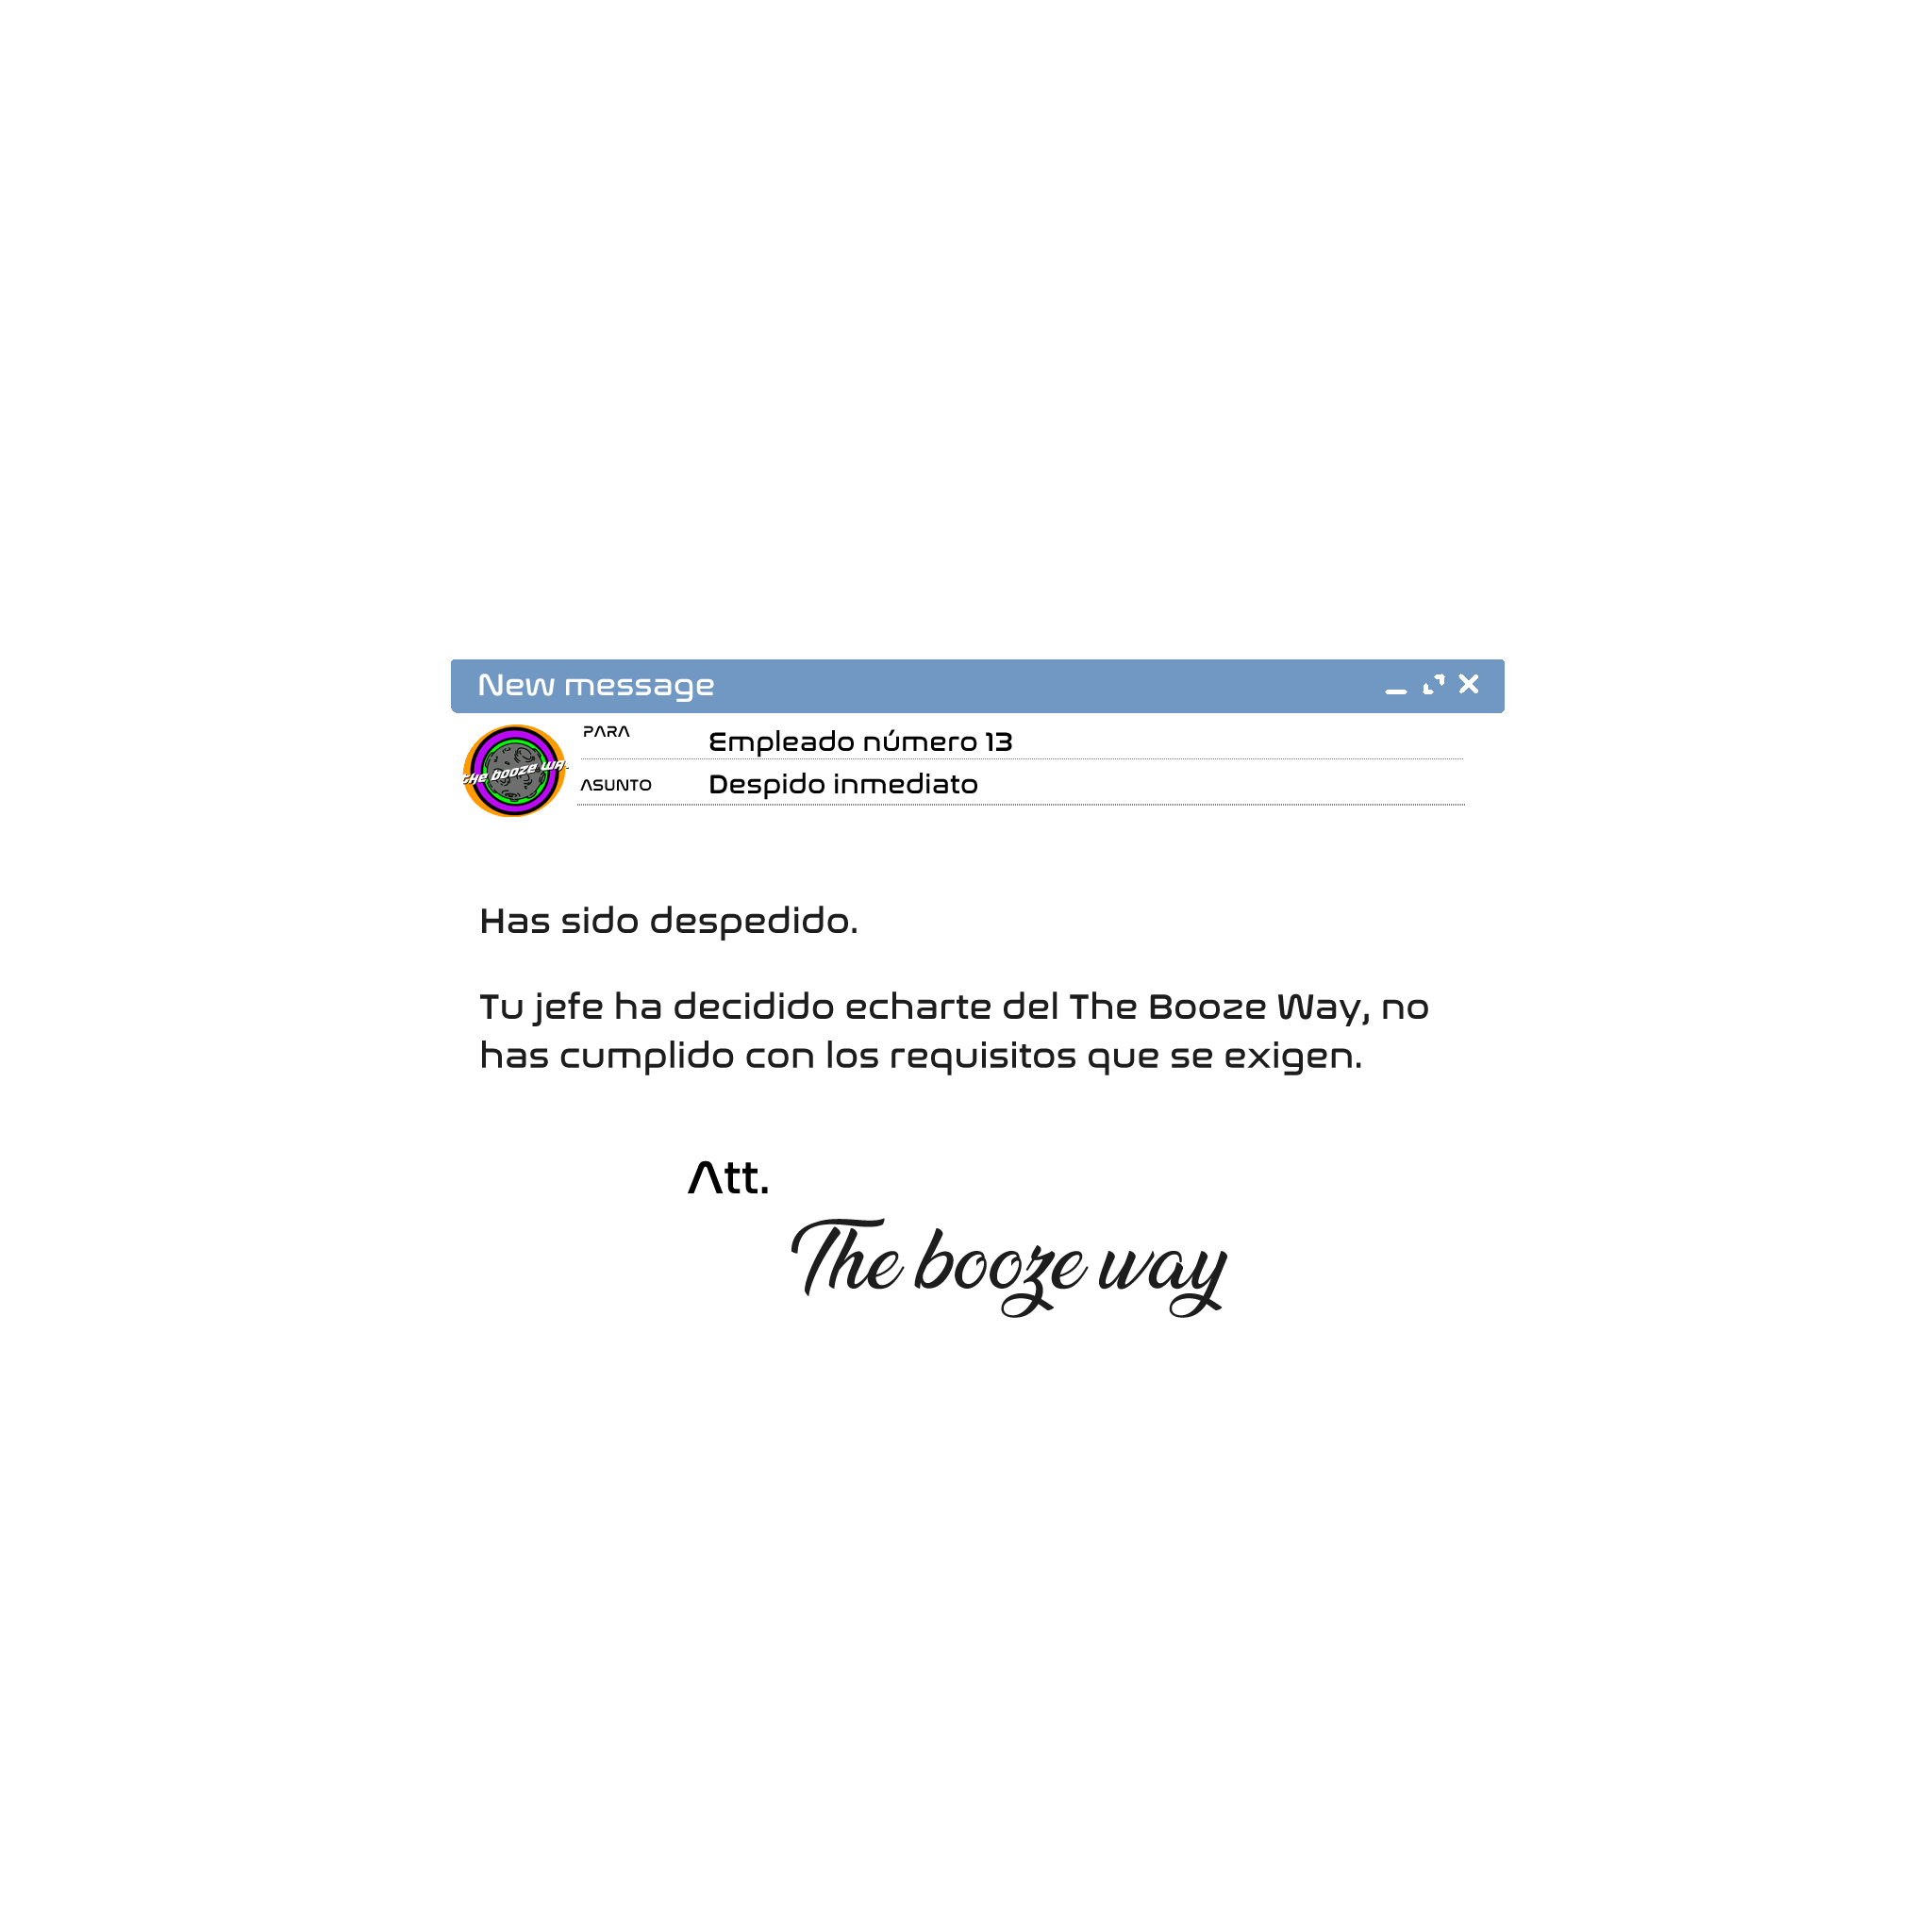 New message
PARA
Empleado número 13
the booze wa
ASUNTO
Despido inmediato
Has sido despedido.
Tu jefe ha decidido echarte del The Booze Way, no
has cumplido con los requisitos que se exigen.
Att.
The booze way